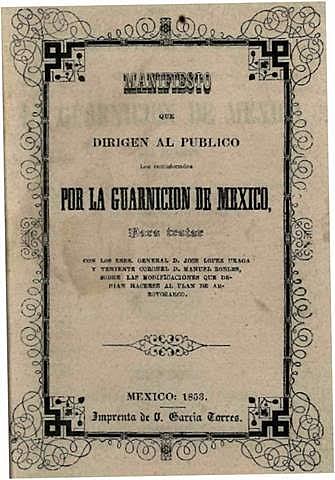 MANIFIESTO
QUE
DIRIGEN AL PUBLICO
Los comisionados
POR LA GUARNICION DE MEXICO,
Para tratar
CON LOS SRES. GENERAL D. JOSE LOPEZ URAGA
Y TENIENTE CORONEL D. MANUEL ROBLES,
SOBRE LAS MODIFICACIONES QUE DE-
BIAN HACERSE AL PLAN DE AR-
ROYOZARCO.
MEXICO: 1853.
Imprenta de V. Garcia Torres.